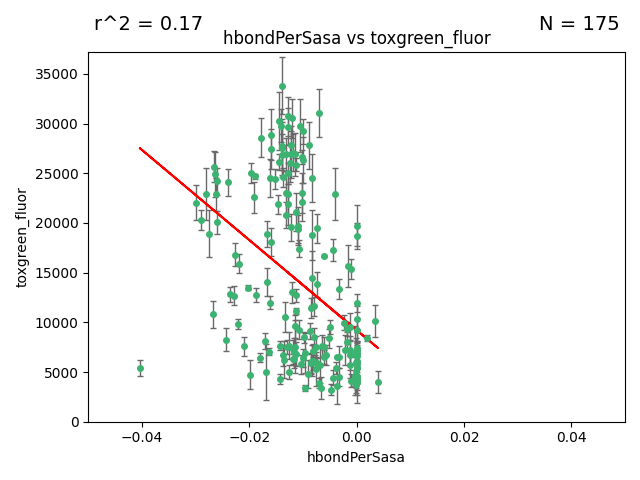 r^2 = 0.17
N = 175
hbondPerSasa vs toxgreen_fluor
35000
30000
25000
20000
15000
10000
5000
0
toxgreen_fluor
−0.04
−0.02
0.00
0.02
0.04
hbondPerSasa